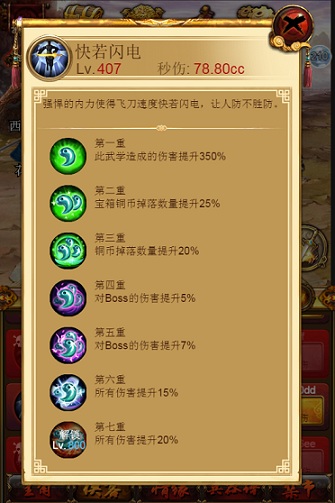 快若闪电
Lv.407 秒伤: 78.80cc
强悍的内力使得飞刀速度快若闪电，让人防不胜防。
第一重
此武学造成的伤害提升350%
第二重
宝箱铜币掉落数量提升25%
第三重
铜币掉落数量提升20%
第四重
对Boss的伤害提升5%
第五重
对Boss的伤害提升7%
第六重
所有伤害提升15%
第七重
解锁
Lv.800
所有伤害提升20%